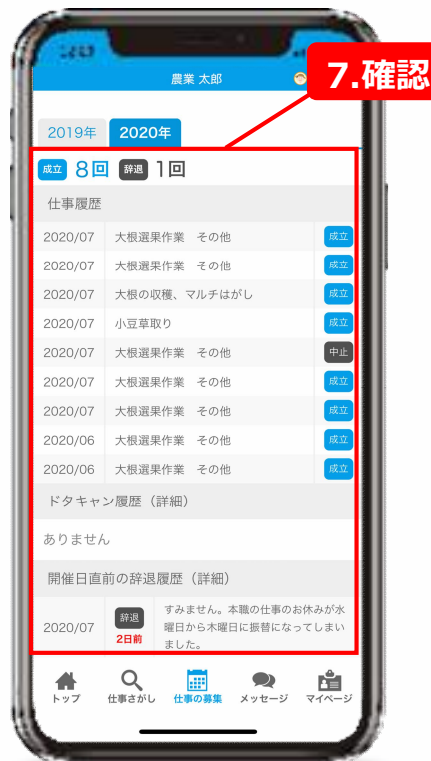 農業 太郎
7.確認
2019年 2020年
成立 8回 辞退 1回
仕事履歴
2020/07 大根選果作業 その他 成立
2020/07 大根選果作業 その他 成立
2020/07 大根の収穫、マルチはがし 成立
2020/07 小豆草取り 成立
2020/07 大根選果作業 その他 中止
2020/07 大根選果作業 その他 成立
2020/07 大根選果作業 その他 成立
2020/06 大根選果作業 その他 成立
2020/06 大根選果作業 その他 成立
ドタキャン履歴（詳細）
ありません
開催日直前の辞退履歴（詳細）
2020/07 辞退 2日前
すみません。本職の仕事のお休みが水
曜日から木曜日に振替になってしまい
ました。
トップ 仕事さがし 仕事の募集 メッセージ マイページ